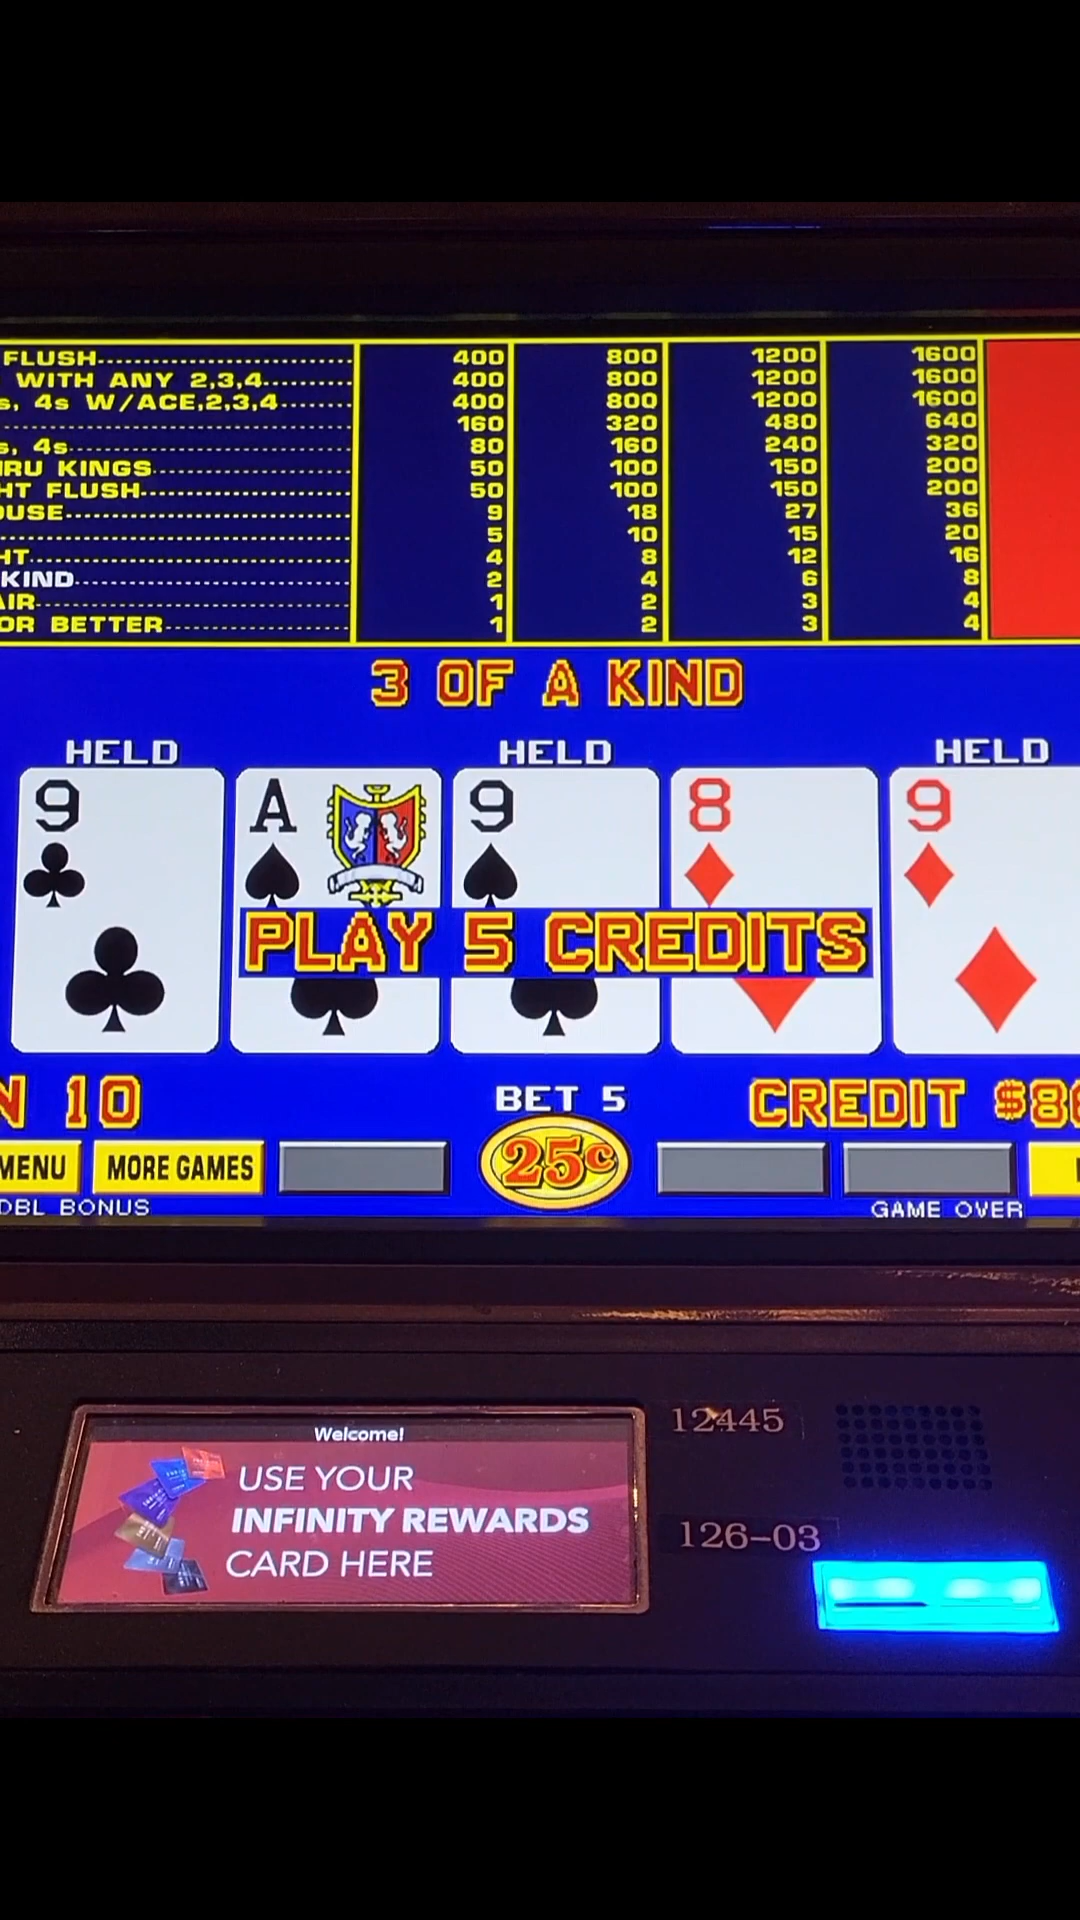 FLUSH 400 800 1200 1600
WITH ANY 2,3,4 400 800 1200 1600
s, 4s W/ACE,2,3,4 400 800 1200 1600
160 320 480 640
s, 4s 80 160 240 320
RU KINGS 50 100 150 200
HT FLUSH 50 100 150 200
OUSE 9 18 27 36
5 10 15 20
HT 4 8 12 16
KIND 2 4 6 8
AIR 1 2 3 4
OR BETTER 1 2 3 4
3 OF A KIND
HELD HELD HELD
9 A 9 8 9
PLAY 5 CREDITS
N 10 BET 5 CREDIT $86
MENU MORE GAMES 25¢
DBL BONUS GAME OVER
Welcome!
USE YOUR
INFINITY REWARDS
CARD HERE
12445
126-03